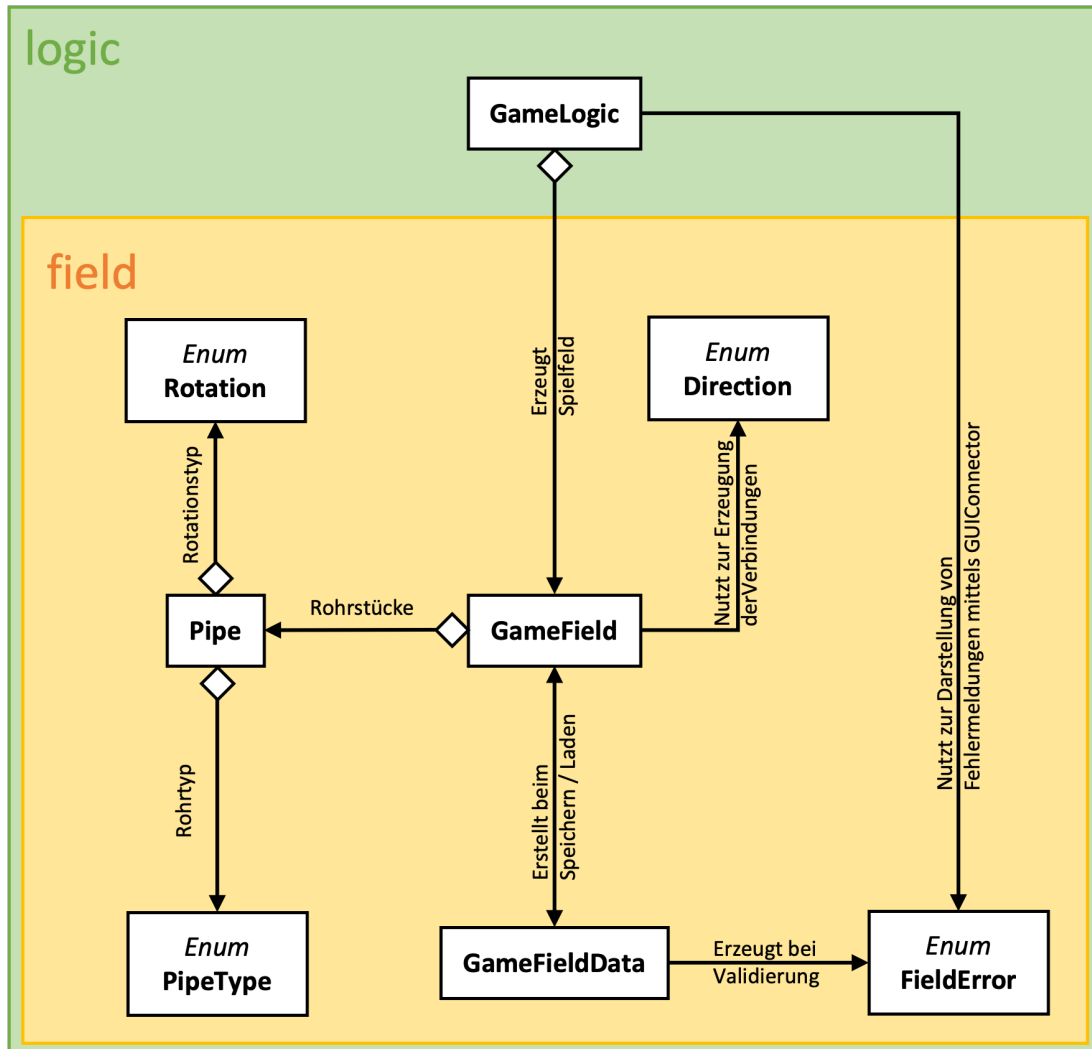 logic
GameLogic
field
Enum
Rotation
Erzeugt
Spielfeld
Enum
Direction
Rotationstyp
Nutzt zur Erzeugung
derVerbindungen
Nutzt zur Darstellung von
Fehlermeldungen mittels GUIConnector
Pipe
Rohrstücke
GameField
Rohrtyp
Erstellt beim
Speichern / Laden
Enum
PipeType
GameFieldData
Erzeugt bei
Validierung
Enum
FieldError